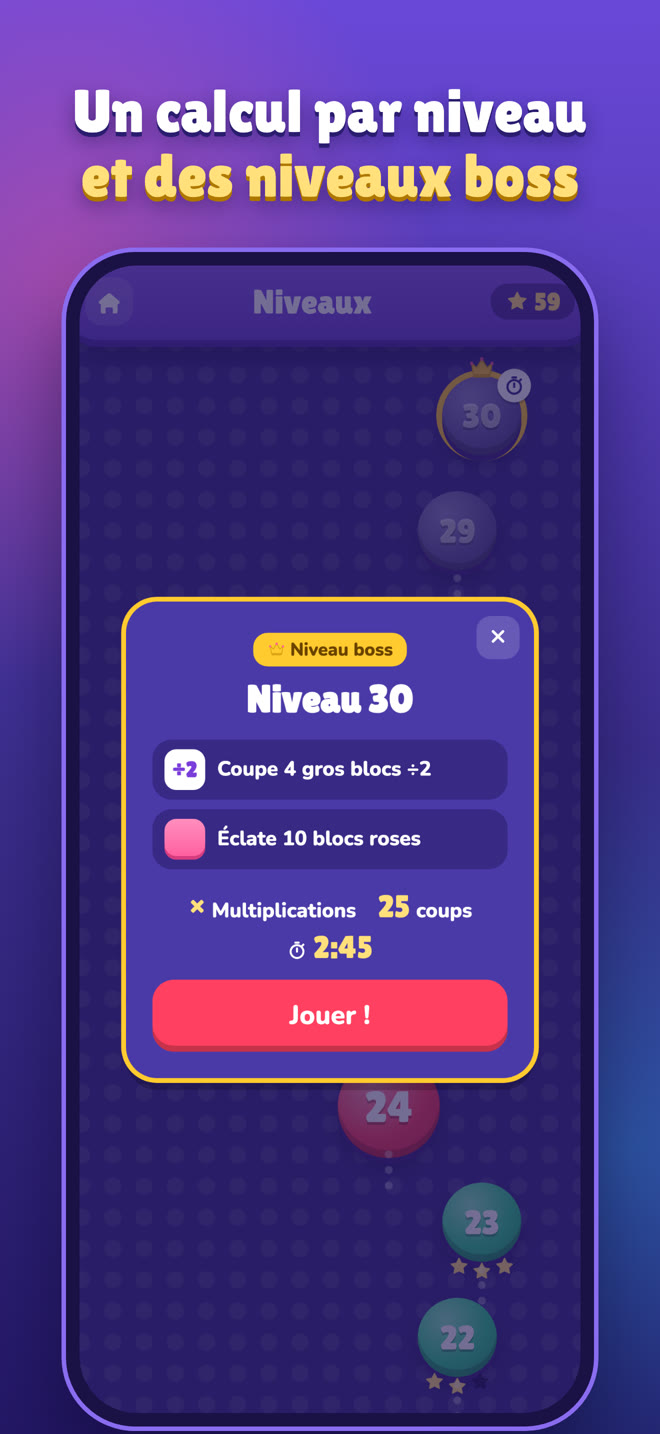 Un calcul par niveau
et des niveaux boss
Niveaux
59
30
29
Niveau boss
Niveau 30
÷2 Coupe 4 gros blocs ÷2
Éclate 10 blocs roses
× Multiplications 25 coups
2:45
Jouer !
24
23
22